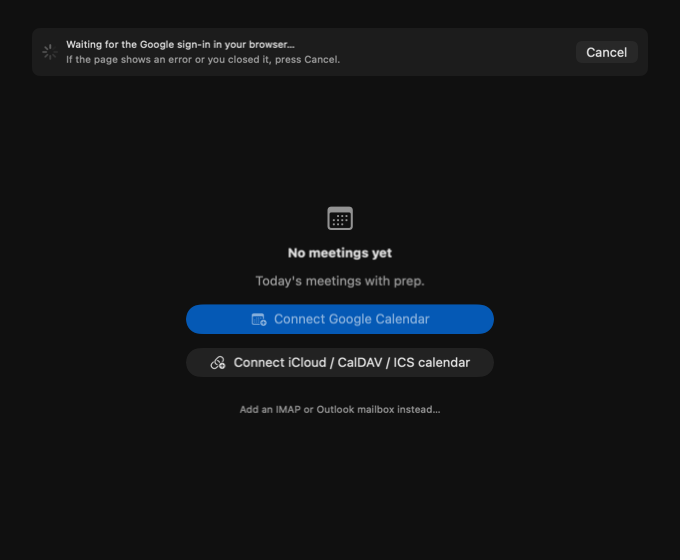 Waiting for the Google sign-in in your browser...
If the page shows an error or you closed it, press Cancel.
Cancel
No meetings yet
Today's meetings with prep.
Connect Google Calendar
Connect iCloud / CalDAV / ICS calendar
Add an IMAP or Outlook mailbox instead...